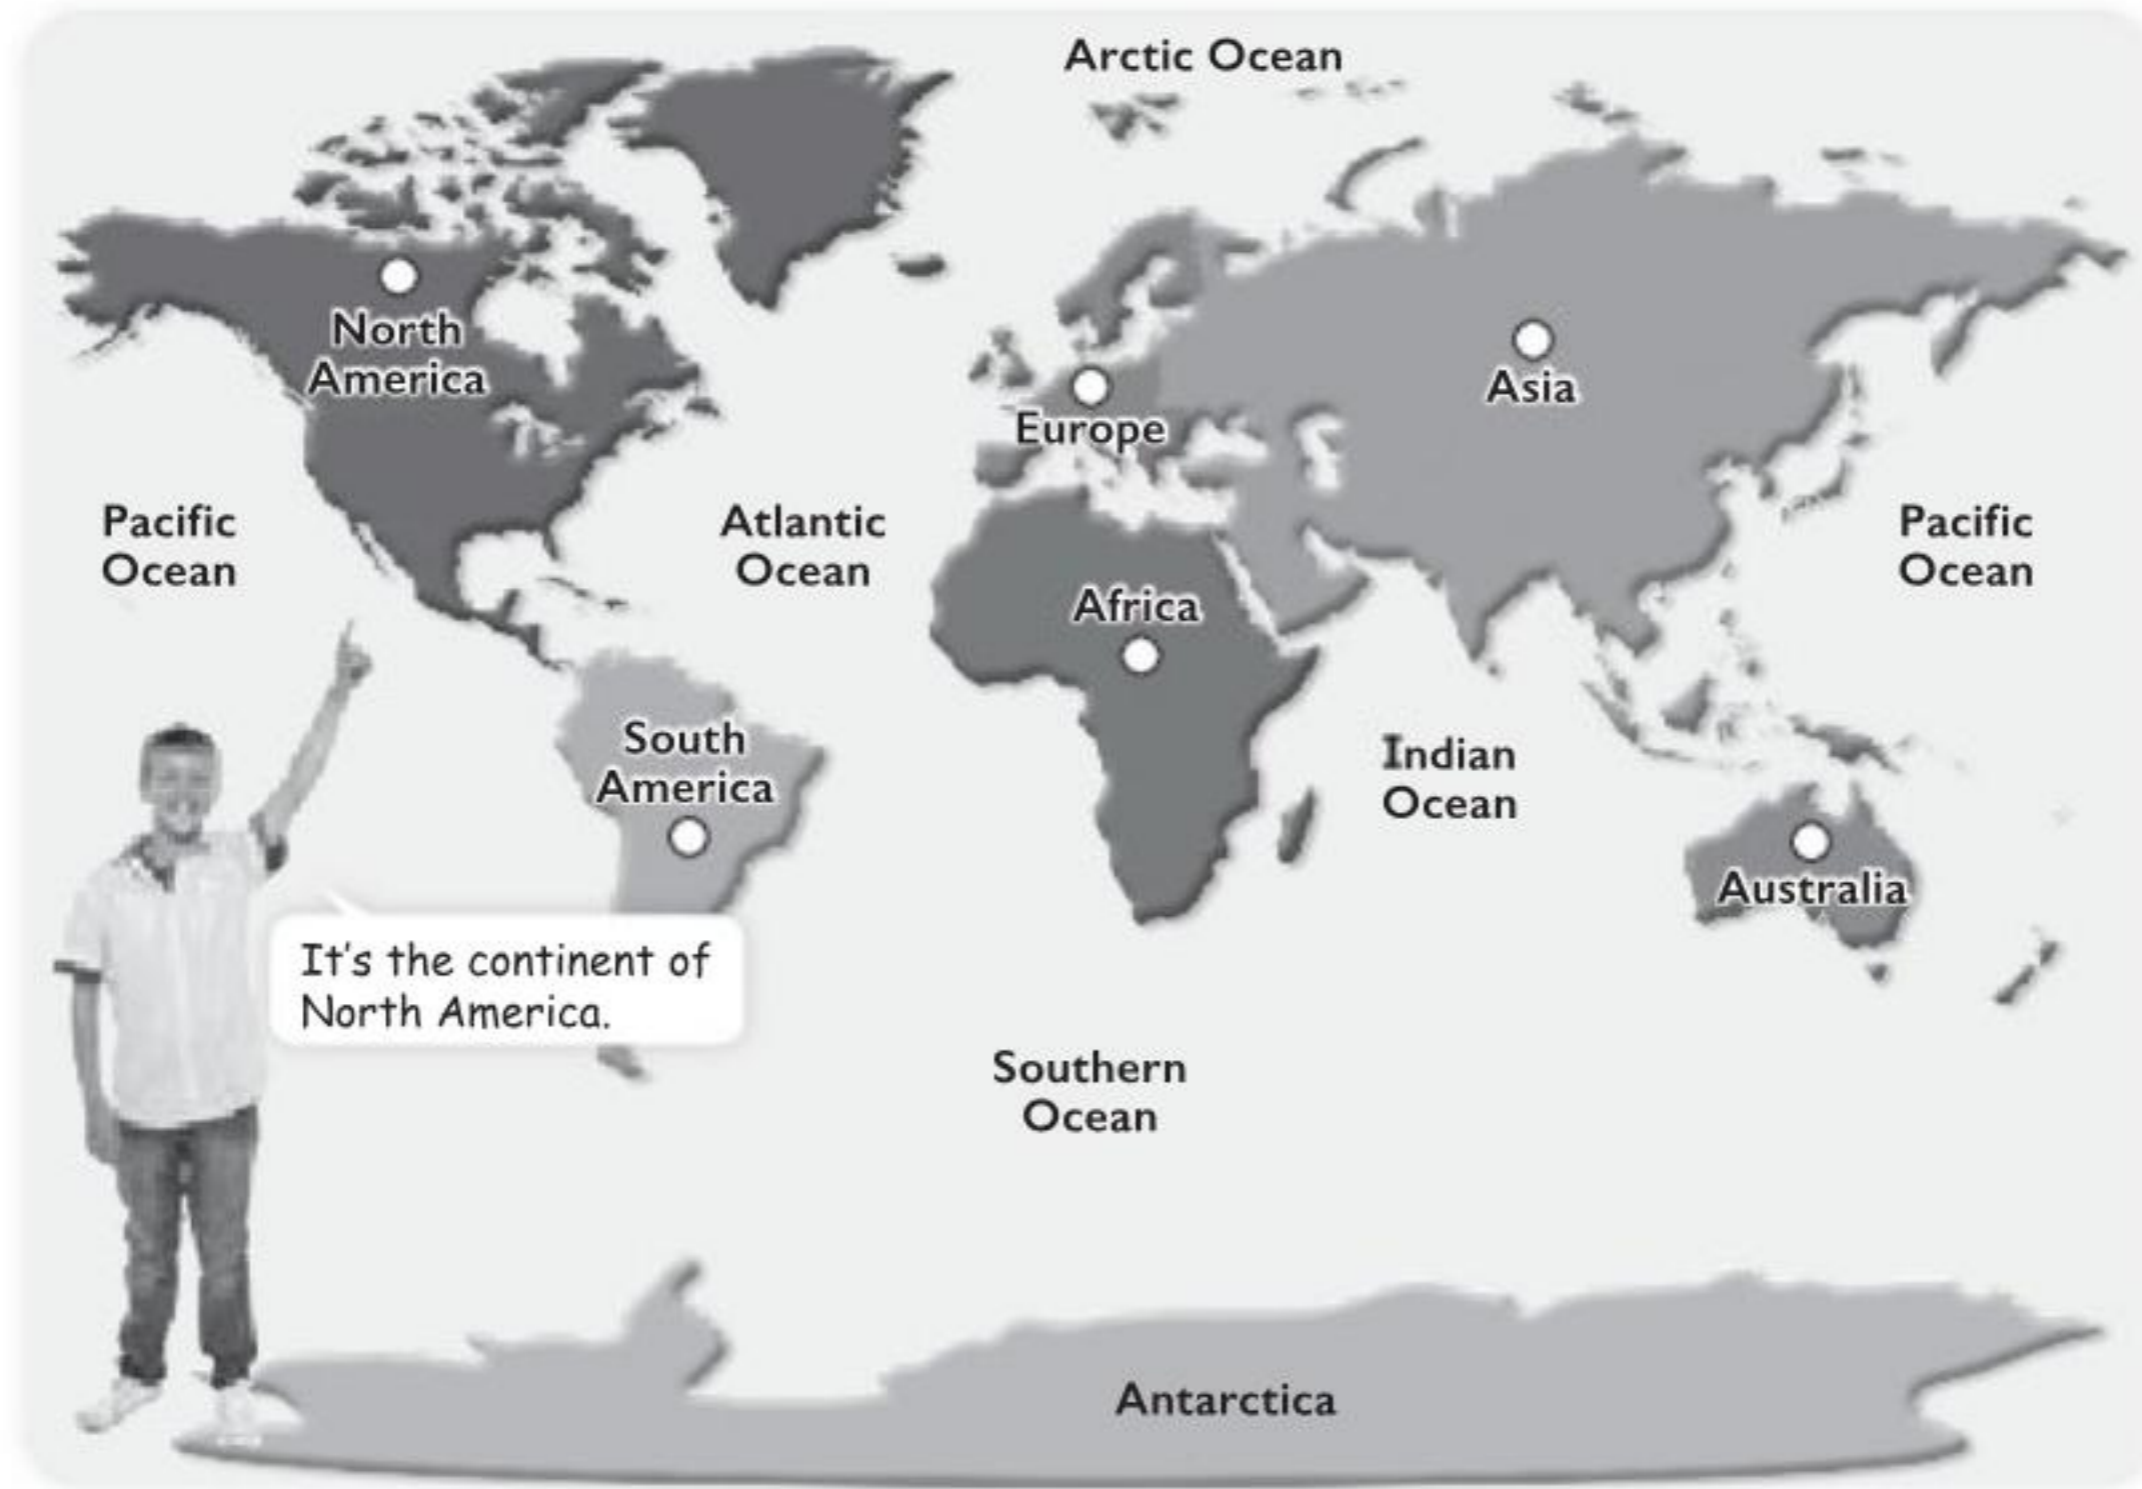 Arctic Ocean
North
America
Asia
Europe
Pacific
Ocean
Atlantic
Ocean
Pacific
Ocean
Africa
South
America
Indian
Ocean
Australia
It's the continent of
North America.
Southern
Ocean
Antarctica